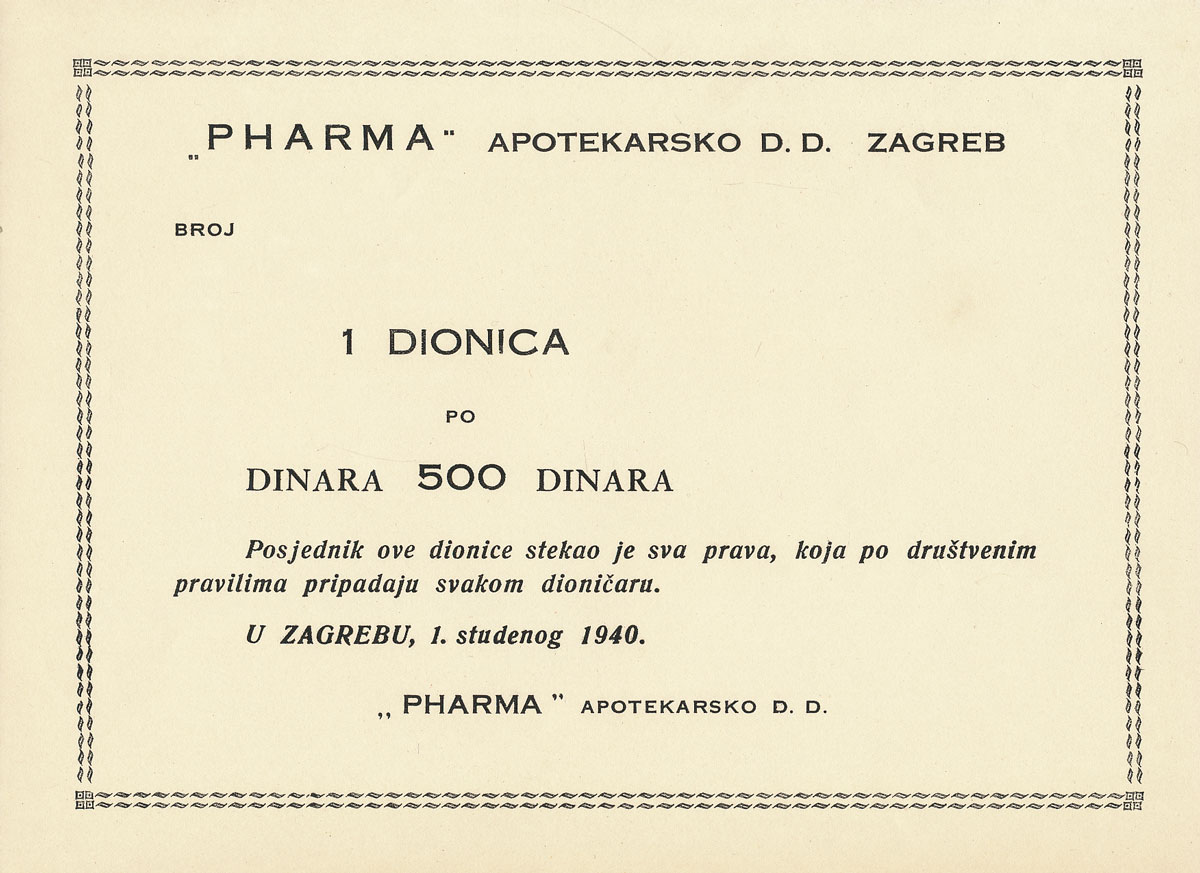 „PHARMA“ APOTEKARSKO D. D. ZAGREB
BROJ
1 DIONICA
PO
DINARA 500 DINARA
Posjednik ove dionice stekao je sva prava, koja po društvenim
pravilima pripadaju svakom dioničaru.
U ZAGREBU, 1. studenog 1940.
„PHARMA” APOTEKARSKO D. D.